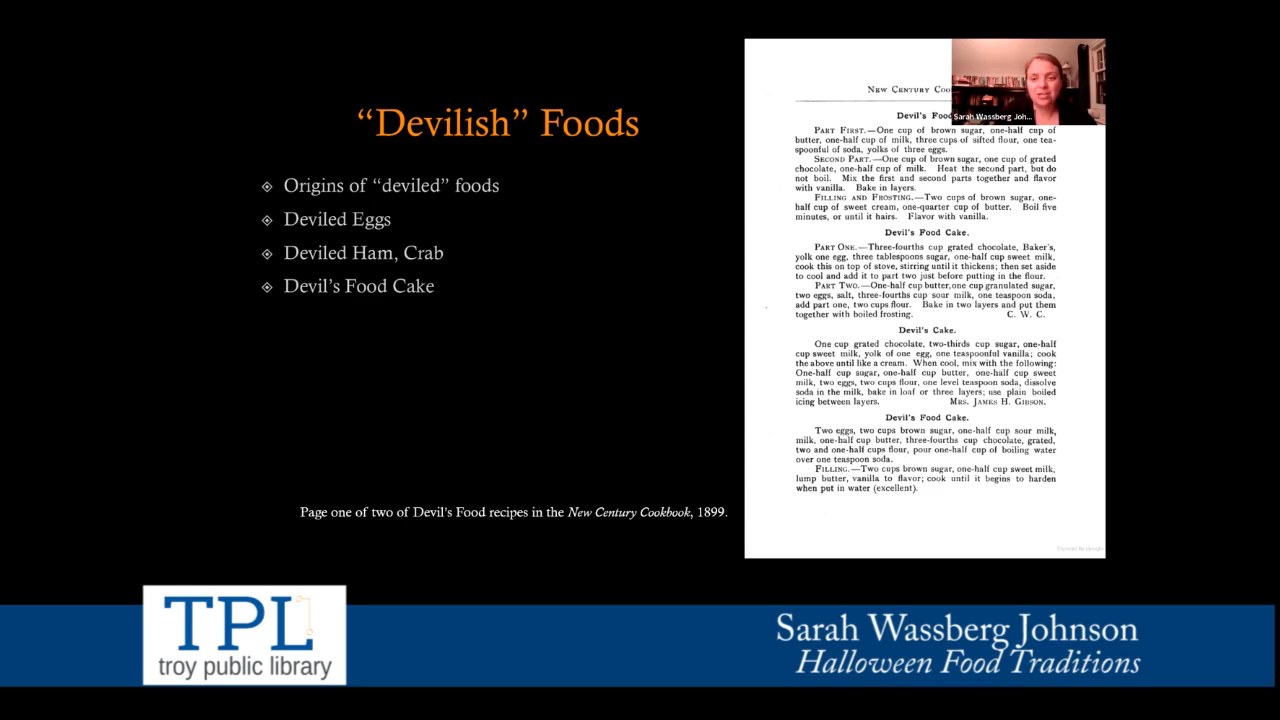 “Devilish” Foods
Origins of “deviled” foods
Deviled Eggs
Deviled Ham, Crab
Devil’s Food Cake
Page one of two of Devil’s Food recipes in the New Century Cookbook, 1899.
New Century
Sarah Wassberg Joh...
Devil's Food
Part First.—One cup of brown sugar, one-half cup of
butter, one-half cup of milk, three cups of sifted flour, one tea-
spoonful of soda, yolks of three eggs.
Second Part.—One cup of brown sugar, one cup of grated
chocolate, one-half cup of milk. Heat the second part, but do
not boil. Mix the first and second parts together and flavor
with vanilla. Bake in layers.
Filling and Frosting.—Two cups of brown sugar, one-
half cup of sweet cream, one-quarter cup of butter. Boil five
minutes, or until it hairs. Flavor with vanilla.
Devil's Food Cake.
Part One.—Three-fourths cup grated chocolate, Baker's,
yolk one egg, three tablespoons sugar, one-half cup sweet milk,
cook this on top of stove, stirring until it thickens; then set aside
to cool and add it to part two just before putting in the flour.
Part Two.—One-half cup butter, one cup granulated sugar,
two eggs, salt, three-fourths cup sour milk, one teaspoon soda,
add part one, two cups flour. Bake in two layers and put them
together with boiled frosting. C. W. C.
Devil's Cake.
One cup grated chocolate, two-thirds cup sugar, one-half
cup sweet milk, yolk of one egg, one teaspoonful vanilla; cook
the above until like a cream. When cool, mix with the following:
One-half cup sugar, one-half cup butter, one-half cup sweet
milk, two eggs, two cups flour, one level teaspoon soda, dissolve
soda in the milk, bake in loaf or three layers; use plain boiled
icing between layers. Mrs. James H. Gibson.
Devil's Food Cake.
Two eggs, two cups brown sugar, one-half cup sour milk,
milk, one-half cup butter, three-fourths cup chocolate, grated,
two and one-half cups flour, pour one-half cup of boiling water
over one teaspoon soda.
Filling.—Two cups brown sugar, one-half cup sweet milk,
lump butter, vanilla to flavor; cook until it begins to harden
when put in water (excellent).
Digitized by Google
TPL
troy public library
Sarah Wassberg Johnson
Halloween Food Traditions